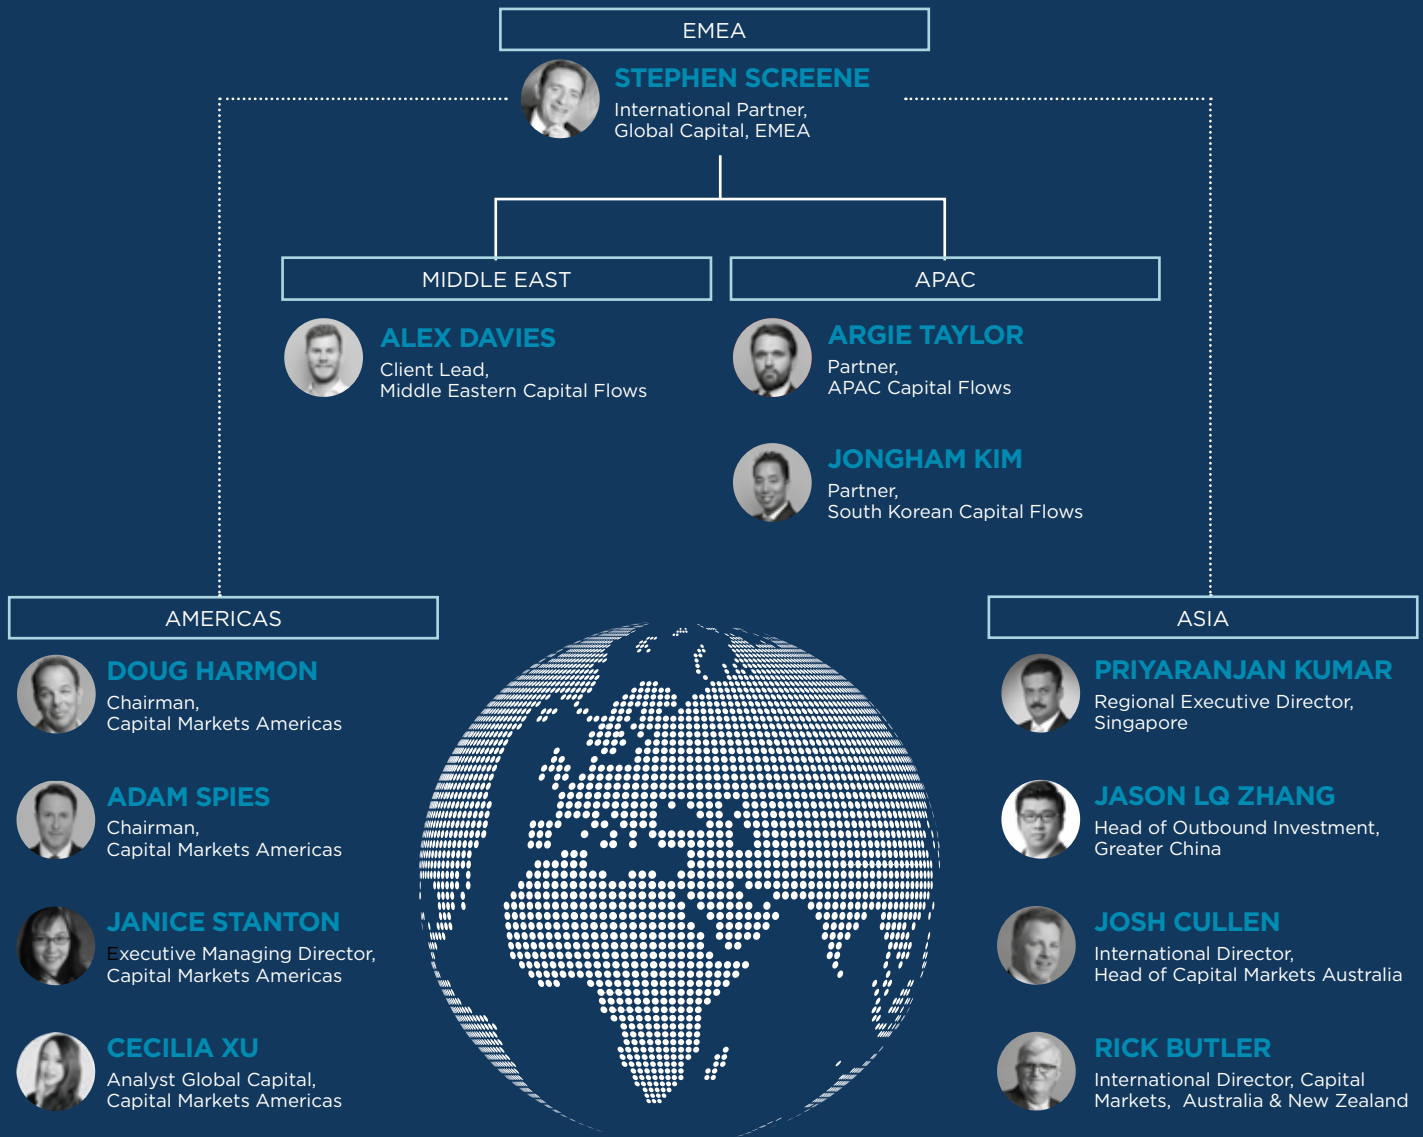 EMEA
STEPHEN SCREENE
International Partner,
Global Capital, EMEA
MIDDLE EAST
ALEX DAVIES
Client Lead,
Middle Eastern Capital Flows
APAC
ARGIE TAYLOR
Partner,
APAC Capital Flows
JONGHAM KIM
Partner,
South Korean Capital Flows
AMERICAS
DOUG HARMON
Chairman,
Capital Markets Americas
ADAM SPIES
Chairman,
Capital Markets Americas
JANICE STANTON
Executive Managing Director,
Capital Markets Americas
CECILIA XU
Analyst Global Capital,
Capital Markets Americas
ASIA
PRIYARANJAN KUMAR
Regional Executive Director,
Singapore
JASON LQ ZHANG
Head of Outbound Investment,
Greater China
JOSH CULLEN
International Director,
Head of Capital Markets Australia
RICK BUTLER
International Director, Capital
Markets, Australia & New Zealand